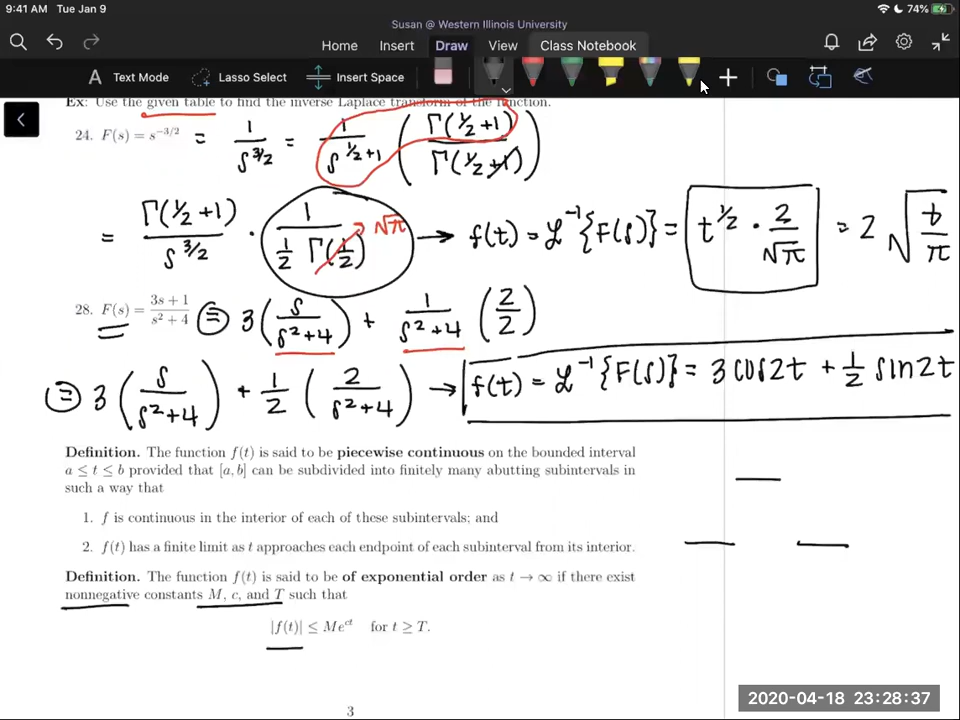 9:41 AM Tue Jan 9
74%
Susan @ Western Illinois University
Home Insert Draw View Class Notebook
A Text Mode Lasso Select Insert Space
Ex: Use the given table to find the inverse Laplace transform of the function.
24. F(s) = s^{-3/2} = 1/s^{3/2} = 1/s^{1/2+1} (Γ(1/2+1)/Γ(1/2+1))
= Γ(1/2+1)/s^{3/2} · 1/(1/2 Γ(1/2)) √π → f(t) = ℒ^{-1}{F(s)} = t^{1/2} · 2/√π = 2√(t/π)
28. F(s) = (3s+1)/(s²+4) = 3(s/(s²+4)) + 1/(s²+4) (2/2)
= 3(s/(s²+4)) + 1/2 (2/(s²+4)) → f(t) = ℒ^{-1}{F(s)} = 3 cos2t + 1/2 sin2t
Definition. The function f(t) is said to be piecewise continuous on the bounded interval
a ≤ t ≤ b provided that [a, b] can be subdivided into finitely many abutting subintervals in
such a way that
1. f is continuous in the interior of each of these subintervals; and
2. f(t) has a finite limit as t approaches each endpoint of each subinterval from its interior.
Definition. The function f(t) is said to be of exponential order as t → ∞ if there exist
nonnegative constants M, c, and T such that
|f(t)| ≤ Me^{ct} for t ≥ T.
3
2020-04-18 23:28:37